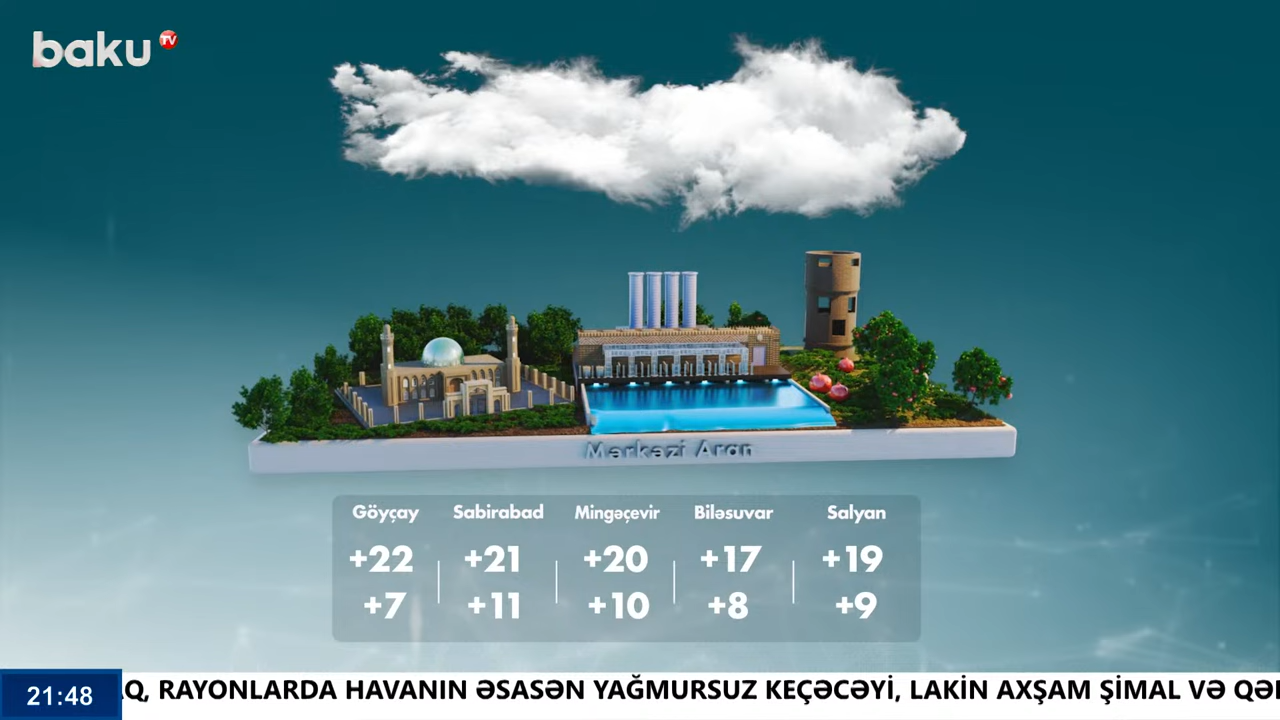 baku TV
Mərkəzi Aran
Göyçay Sabirabad Mingəçevir Biləsuvar Salyan
+22 +21 +20 +17 +19
+7 +11 +10 +8 +9
21:48 RAYONLARDA HAVANIN ƏSASƏN YAĞMURSUZ KEÇƏCƏYİ, LAKİN AXŞAM ŞİMAL VƏ